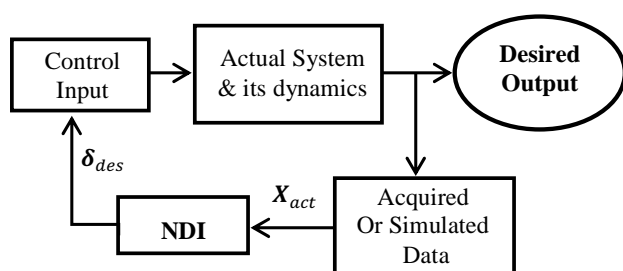 Control
Input
Actual System
& its dynamics
Desired
Output
δdes
Xact
NDI
Acquired
Or Simulated
Data